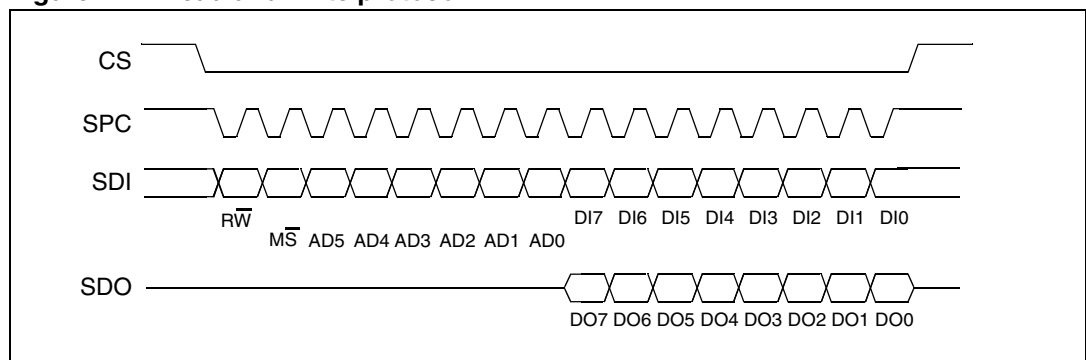 CS
SPC
SDI
RW DI7 DI6 DI5 DI4 DI3 DI2 DI1 DI0
MS AD5 AD4 AD3 AD2 AD1 AD0
SDO
DO7 DO6 DO5 DO4 DO3 DO2 DO1 DO0